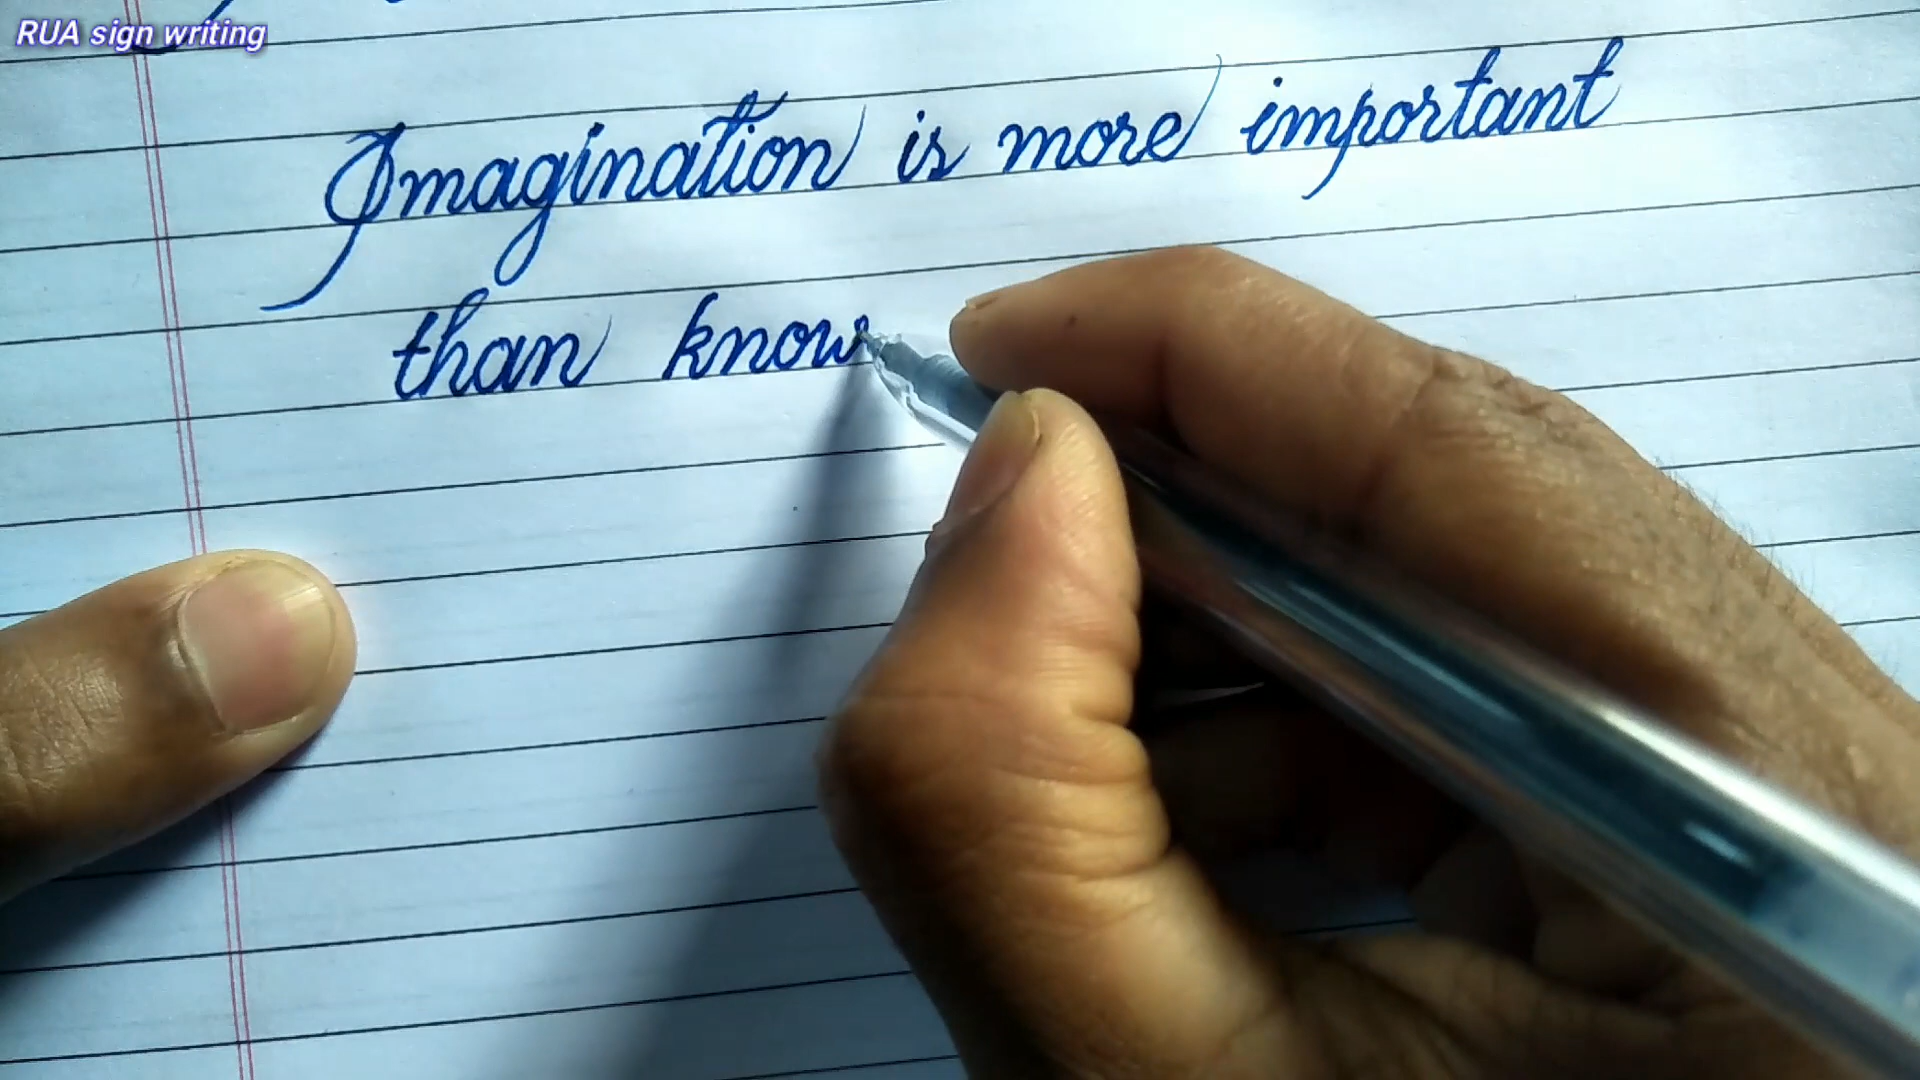 RUA sign writing
Imagination is more important
than know